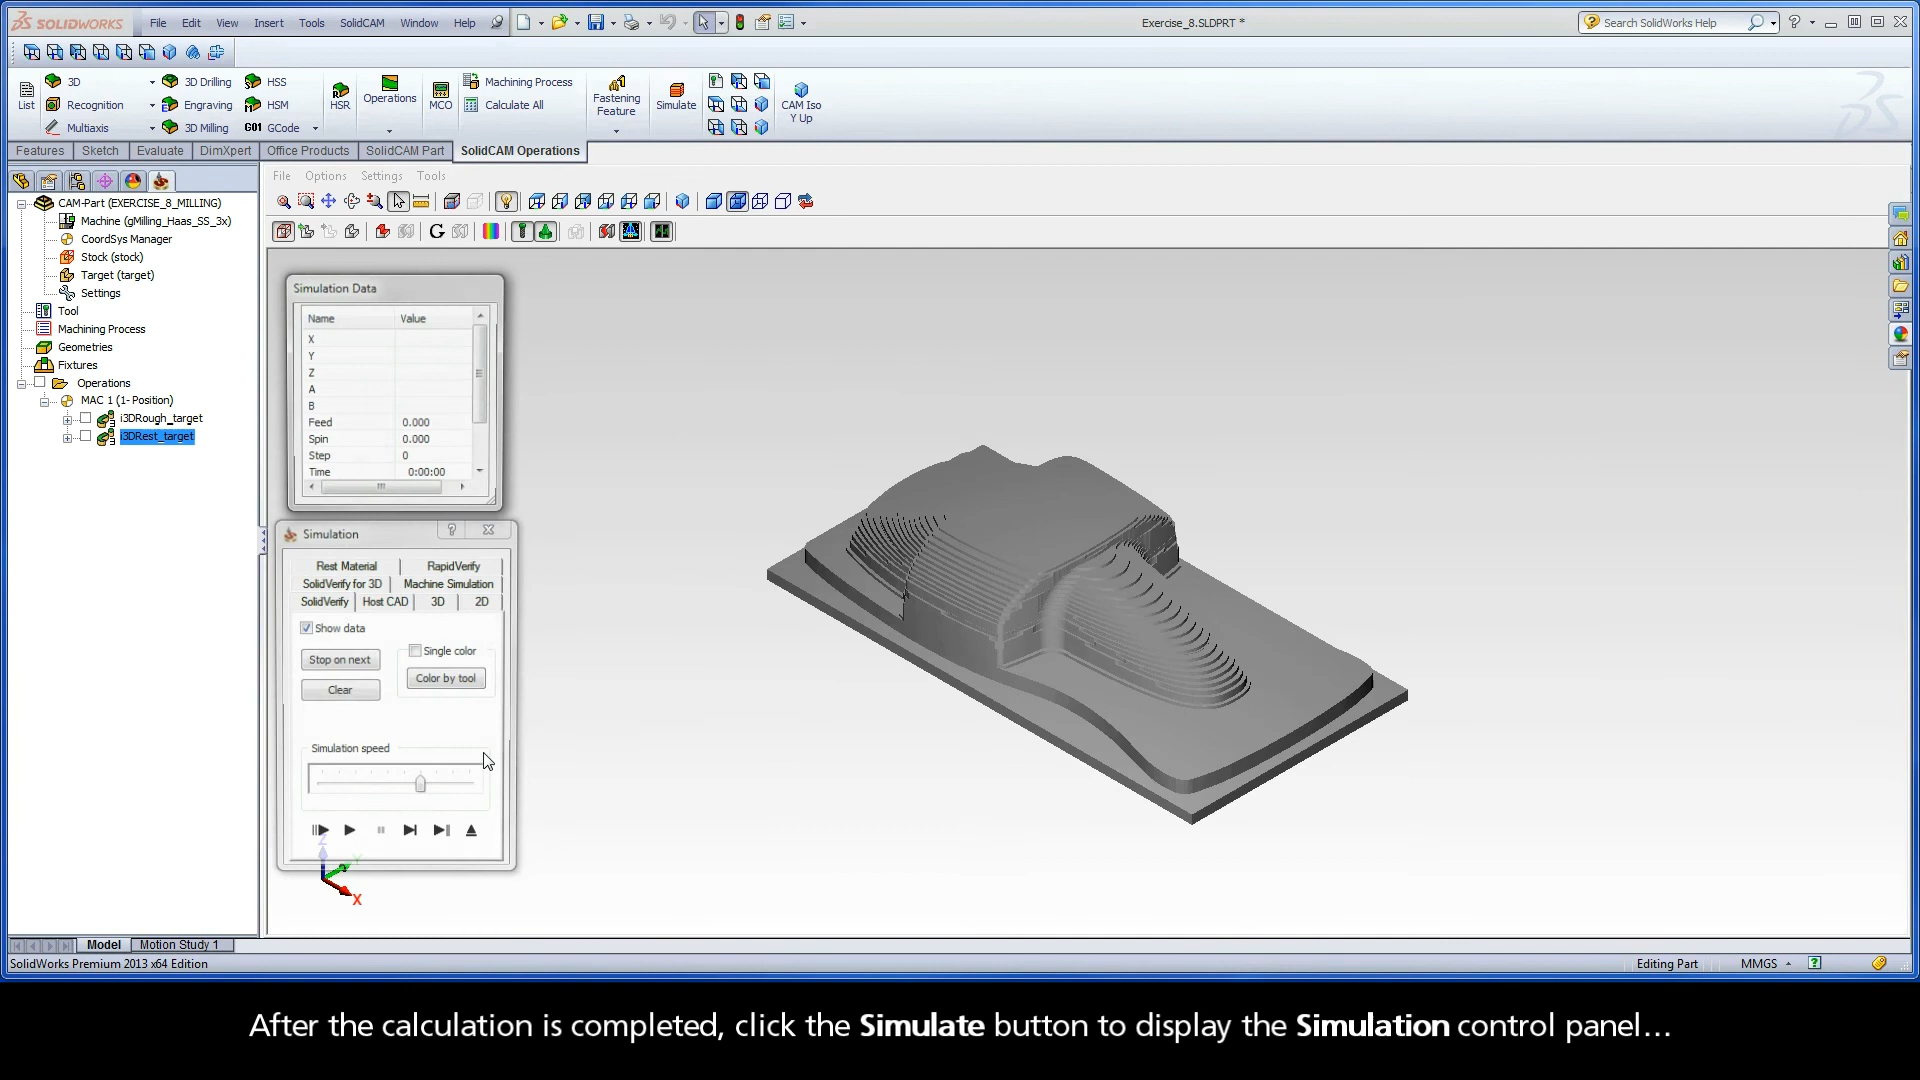 SOLIDWORKS File Edit View Insert Tools SolidCAM Window Help Exercise_8.SLDPRT * Search SolidWorks Help
3D 3D Drilling HSS Machining Process
List Recognition Engraving HSM HSR Operations MCO Calculate All Fastening Feature Simulate CAM Iso Y Up
Multiaxis 3D Milling G01 GCode
Features Sketch Evaluate DimXpert Office Products SolidCAM Part SolidCAM Operations
File Options Settings Tools
CAM-Part (EXERCISE_8_MILLING)
Machine (gMilling_Haas_SS_3x)
CoordSys Manager
Stock (stock)
Target (target)
Settings
Tool
Machining Process
Geometries
Fixtures
Operations
MAC 1 (1- Position)
i3DRough_target
i3DRest_target
Simulation Data
Name Value
X
Y
Z
A
B
Feed 0.000
Spin 0.000
Step 0
Time 0:00:00
Simulation
Rest Material RapidVerify
SolidVerify for 3D Machine Simulation
SolidVerify Host CAD 3D 2D
Show data
Single color
Stop on next
Color by tool
Clear
Simulation speed
Z
Y
X
Model Motion Study 1
SolidWorks Premium 2013 x64 Edition Editing Part MMGS
After the calculation is completed, click the Simulate button to display the Simulation control panel...